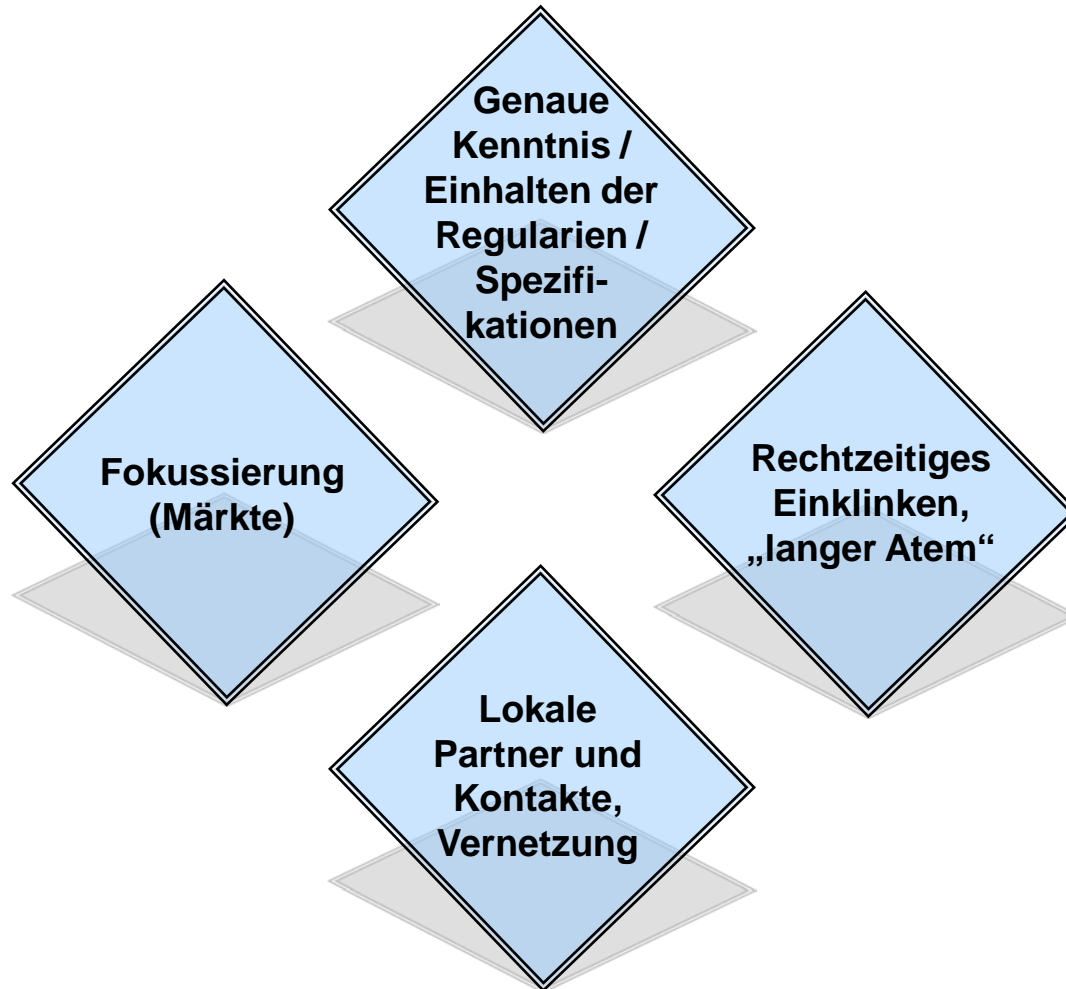 Genaue
Kenntnis /
Einhalten der
Regularien /
Spezifi-
kationen
Fokussierung
(Märkte)
Rechtzeitiges
Einklinken,
„langer Atem“
Lokale
Partner und
Kontakte,
Vernetzung